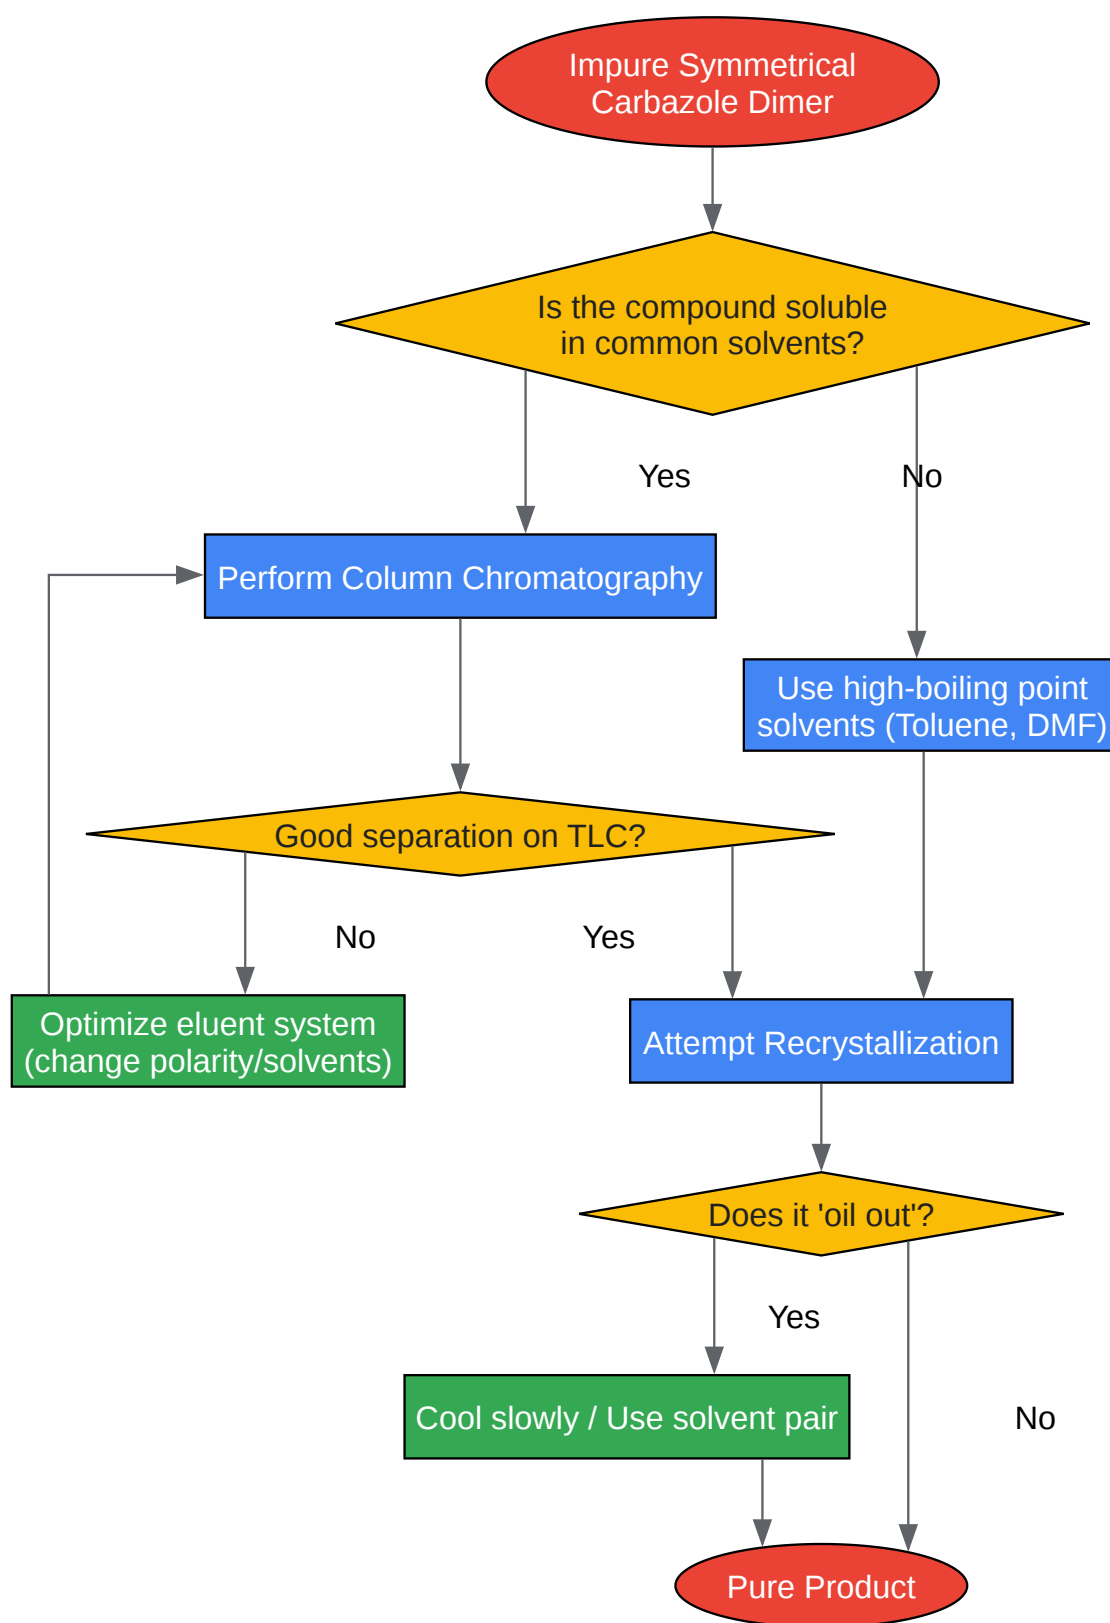 Impure Symmetrical
Carbazole Dimer
Is the compound soluble
in common solvents?
Yes
No
Perform Column Chromatography
Use high-boiling point
solvents (Toluene, DMF)
Good separation on TLC?
No
Yes
Optimize eluent system
(change polarity/solvents)
Attempt Recrystallization
Does it 'oil out'?
Yes
Cool slowly / Use solvent pair
No
Pure Product